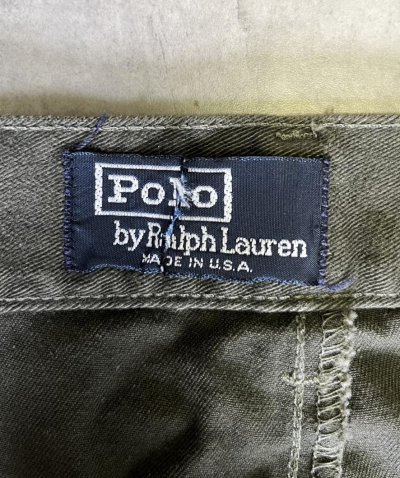 Polo
by Ralph Lauren
MADE IN U.S.A.